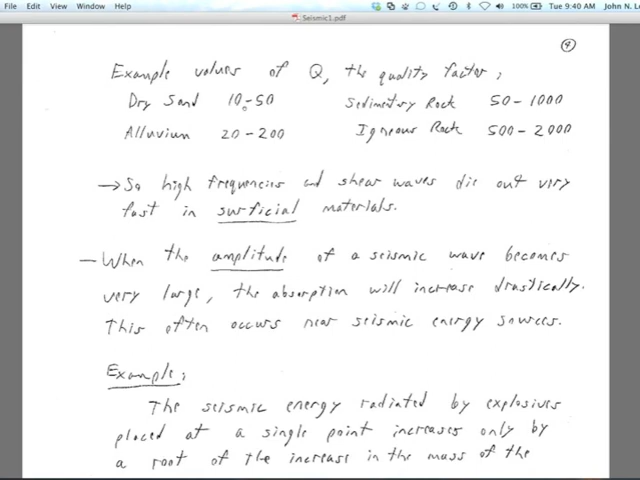 File Edit View Window Help 100% Tue 9:40 AM John N. Lo
Seismic1.pdf
4
Example values of Q, the quality factor;
Dry Sand 10-50 Sedimentary Rock 50-1000
Alluvium 20-200 Igneous Rock 500-2000
→ So high frequencies and shear waves die out very
fast in surficial materials.
- When the amplitude of a seismic wave becomes
very large, the absorption will increase drastically.
This often occurs near seismic energy sources.
Example;
The seismic energy radiated by explosives
placed at a single point increases only by
a root of the increase in the mass of the